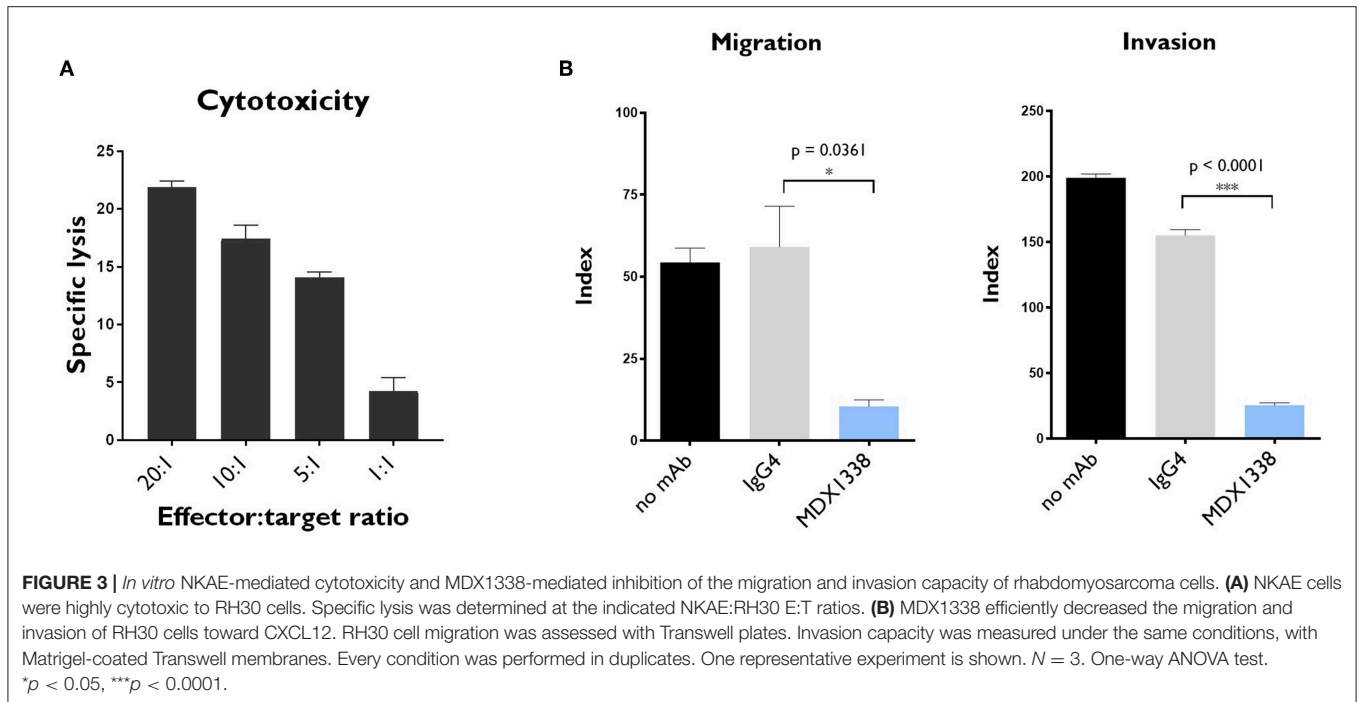 A
Cytotoxicity
Specific lysis
25
20
15
10
5
0
20:1
10:1
5:1
1:1
Effector:target ratio
B
Migration
Index
100
75
50
25
0
p = 0.0361
*
no mAb
IgG4
MDX1338
Invasion
Index
250
200
150
100
50
0
p < 0.0001
***
no mAb
IgG4
MDX1338
FIGURE 3 | In vitro NKAE-mediated cytotoxicity and MDX1338-mediated inhibition of the migration and invasion capacity of rhabdomyosarcoma cells. (A) NKAE cells
were highly cytotoxic to RH30 cells. Specific lysis was determined at the indicated NKAE:RH30 E:T ratios. (B) MDX1338 efficiently decreased the migration and
invasion of RH30 cells toward CXCL12. RH30 cell migration was assessed with Transwell plates. Invasion capacity was measured under the same conditions, with
Matrigel-coated Transwell membranes. Every condition was performed in duplicates. One representative experiment is shown. N = 3. One-way ANOVA test.
*p < 0.05, ***p < 0.0001.